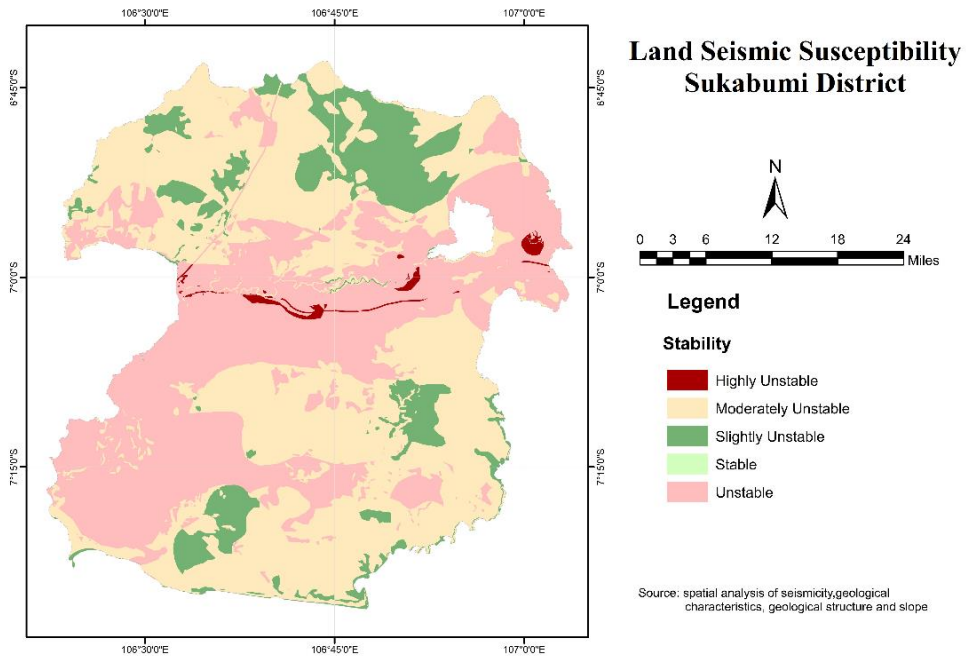 106°30'0"E 106°45'0"E 107°0'0"E
6°45'0"S
7°0'0"S
7°15'0"S
6°45'0"S
7°0'0"S
7°15'0"S
106°30'0"E 106°45'0"E 107°0'0"E
Land Seismic Susceptibility
Sukabumi District
N
0 3 6 12 18 24
Miles
Legend
Stability
Highly Unstable
Moderately Unstable
Slightly Unstable
Stable
Unstable
Source: spatial analysis of seismicity,geological
characteristics, geological structure and slope